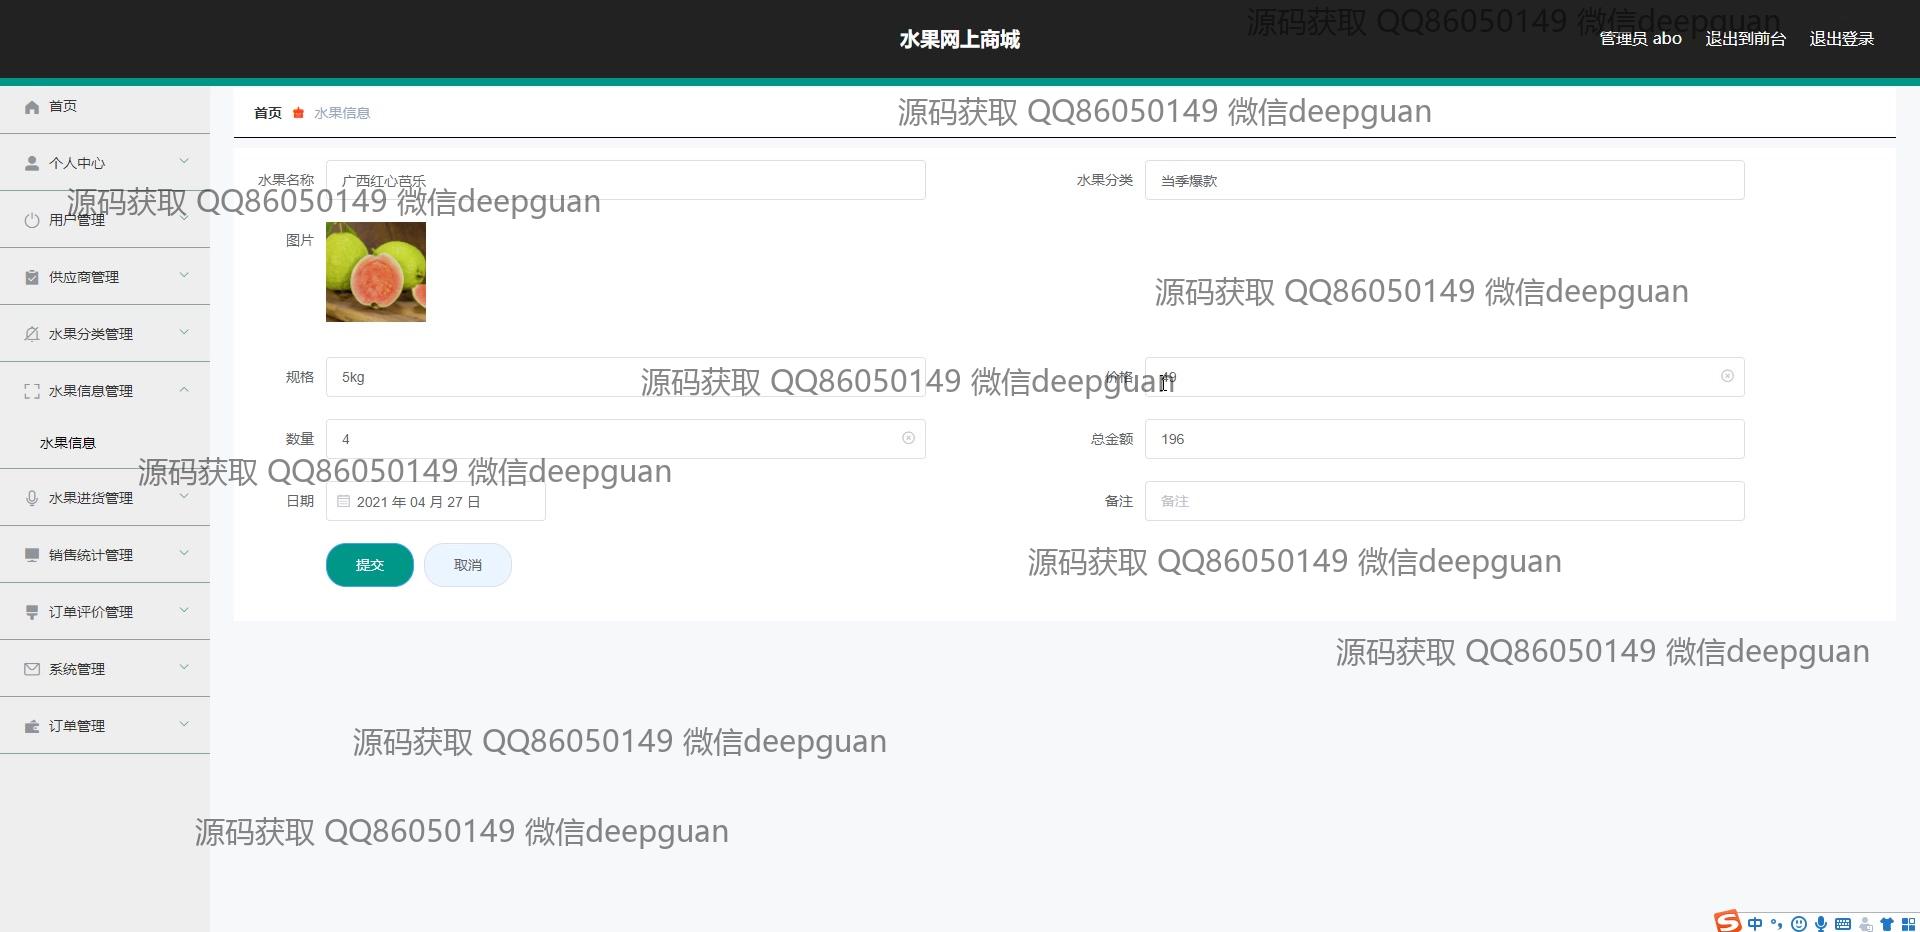 水果网上商城
源码获取 QQ86050149 微信deepguan
管理员 abo 退出到前台 退出登录
首页
首页 水果信息
源码获取 QQ86050149 微信deepguan
个人中心
水果名称 广西红心芭乐 水果分类 当季爆款
源码获取 QQ86050149 微信deepguan
用户管理
图片
供应商管理
源码获取 QQ86050149 微信deepguan
水果分类管理
规格 5kg 价格 49
源码获取 QQ86050149 微信deepguan
水果信息管理
水果信息
数量 4 总金额 196
源码获取 QQ86050149 微信deepguan
水果进货管理
日期 2021 年 04 月 27 日 备注 备注
销售统计管理
提交 取消
源码获取 QQ86050149 微信deepguan
订单评价管理
源码获取 QQ86050149 微信deepguan
系统管理
订单管理
源码获取 QQ86050149 微信deepguan
源码获取 QQ86050149 微信deepguan
S 中